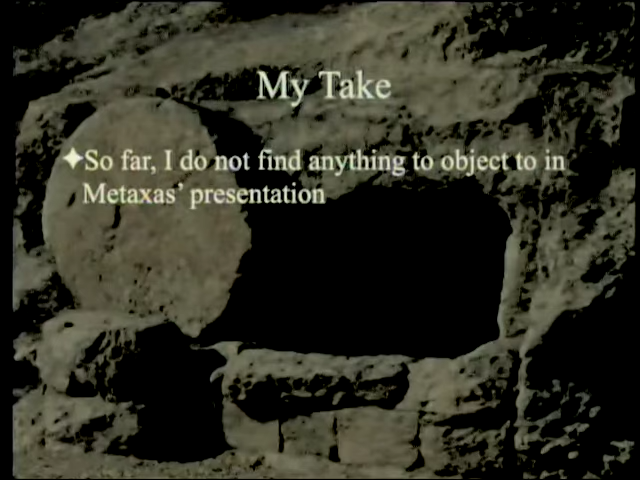 My Take
✦So far, I do not find anything to object to in
Metaxas’ presentation